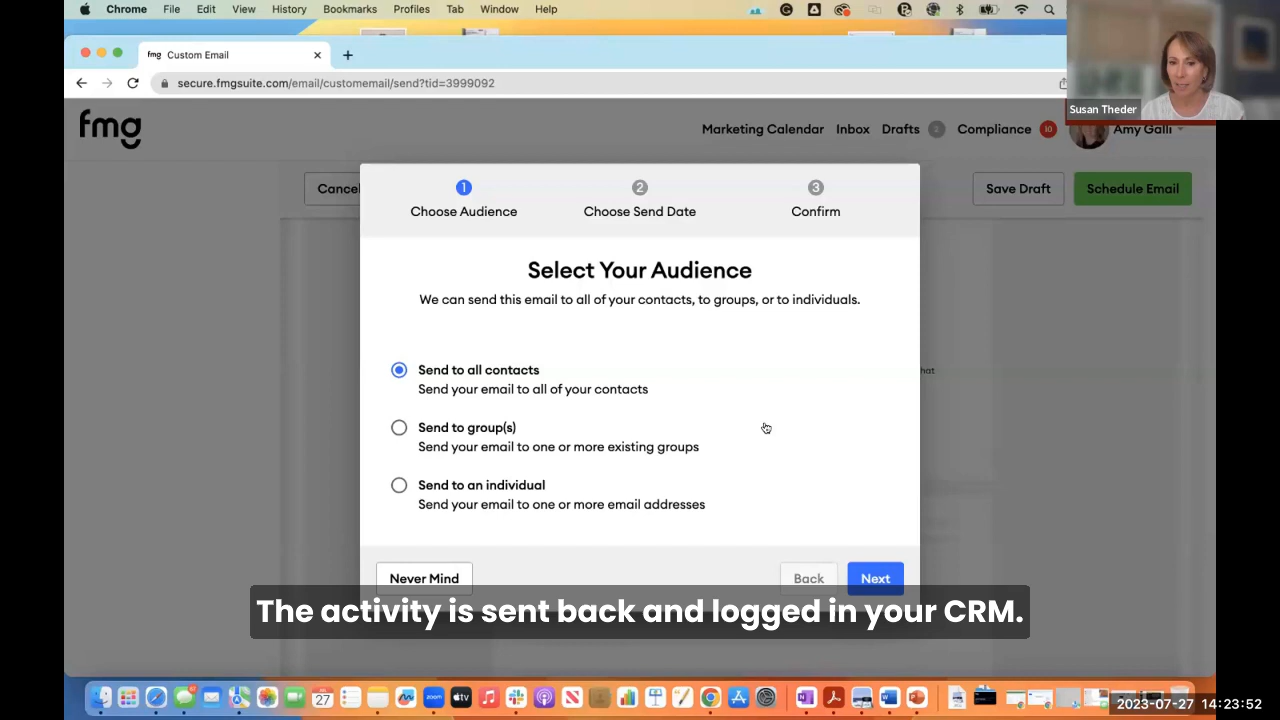 Chrome File Edit View History Bookmarks Profiles Tab Window Help
fmg Custom Email
secure.fmgsuite.com/email/customemail/send?tid=3999092
Susan Theder
fmg
Marketing Calendar Inbox Drafts 2 Compliance 10 Amy Galli
Cancel
Save Draft Schedule Email
1 2 3
Choose Audience Choose Send Date Confirm
Select Your Audience
We can send this email to all of your contacts, to groups, or to individuals.
Send to all contacts
Send your email to all of your contacts
hat
Send to group(s)
Send your email to one or more existing groups
Send to an individual
Send your email to one or more email addresses
Never Mind Back Next
The activity is sent back and logged in your CRM.
JUL
27
zoom
tv
2023-07-27 14:23:52